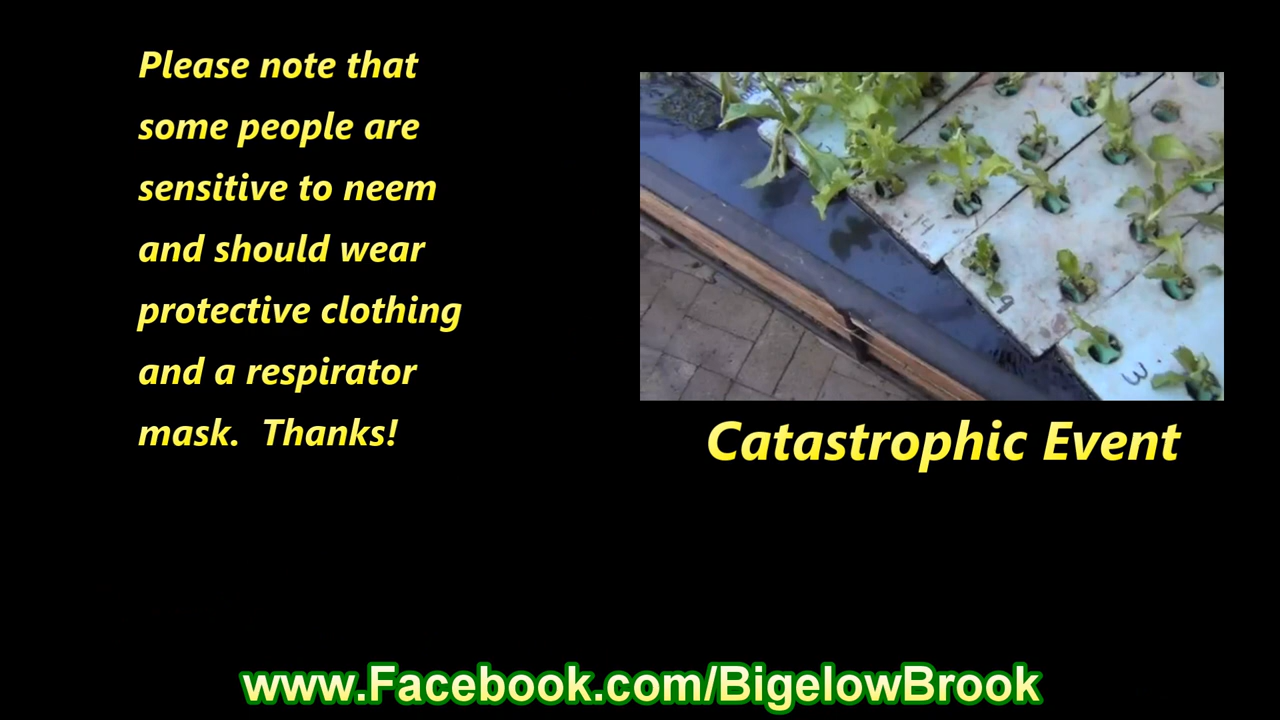 Please note that
some people are
sensitive to neem
and should wear
protective clothing
and a respirator
mask.  Thanks!
Catastrophic Event
www.Facebook.com/BigelowBrook